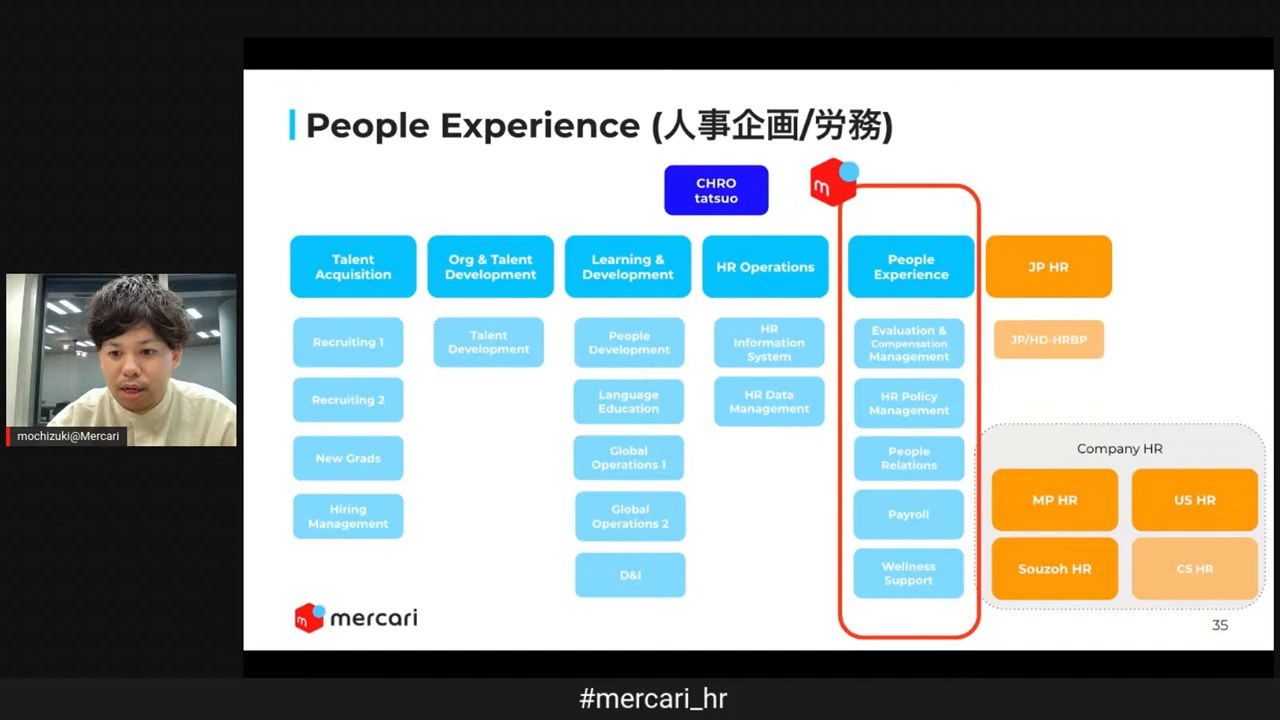 People Experience (人事企画/労務)
CHRO
tatsuo
m
Talent
Acquisition
Org & Talent
Development
Learning &
Development
HR Operations
People
Experience
JP HR
Recruiting 1
Recruiting 2
New Grads
Hiring
Management
Talent
Development
People
Development
Language
Education
Global
Operations 1
Global
Operations 2
D&I
HR
Information
System
HR Data
Management
Evaluation &
Compensation
Management
HR Policy
Management
People
Relations
Payroll
Wellness
Support
JP/HD-HRBP
Company HR
MP HR
US HR
Souzoh HR
CS HR
m mercari
35
mochizuki@Mercari
#mercari_hr